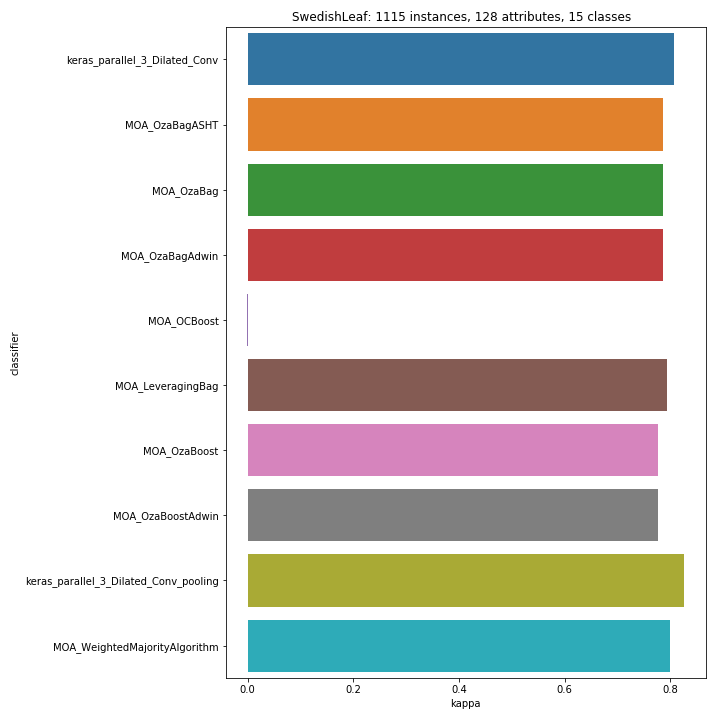 SwedishLeaf: 1115 instances, 128 attributes, 15 classes
keras_parallel_3_Dilated_Conv
MOA_OzaBagASHT
MOA_OzaBag
MOA_OzaBagAdwin
MOA_OCBoost
classifier
MOA_LeveragingBag
MOA_OzaBoost
MOA_OzaBoostAdwin
keras_parallel_3_Dilated_Conv_pooling
MOA_WeightedMajorityAlgorithm
0.0 0.2 0.4 0.6 0.8
kappa